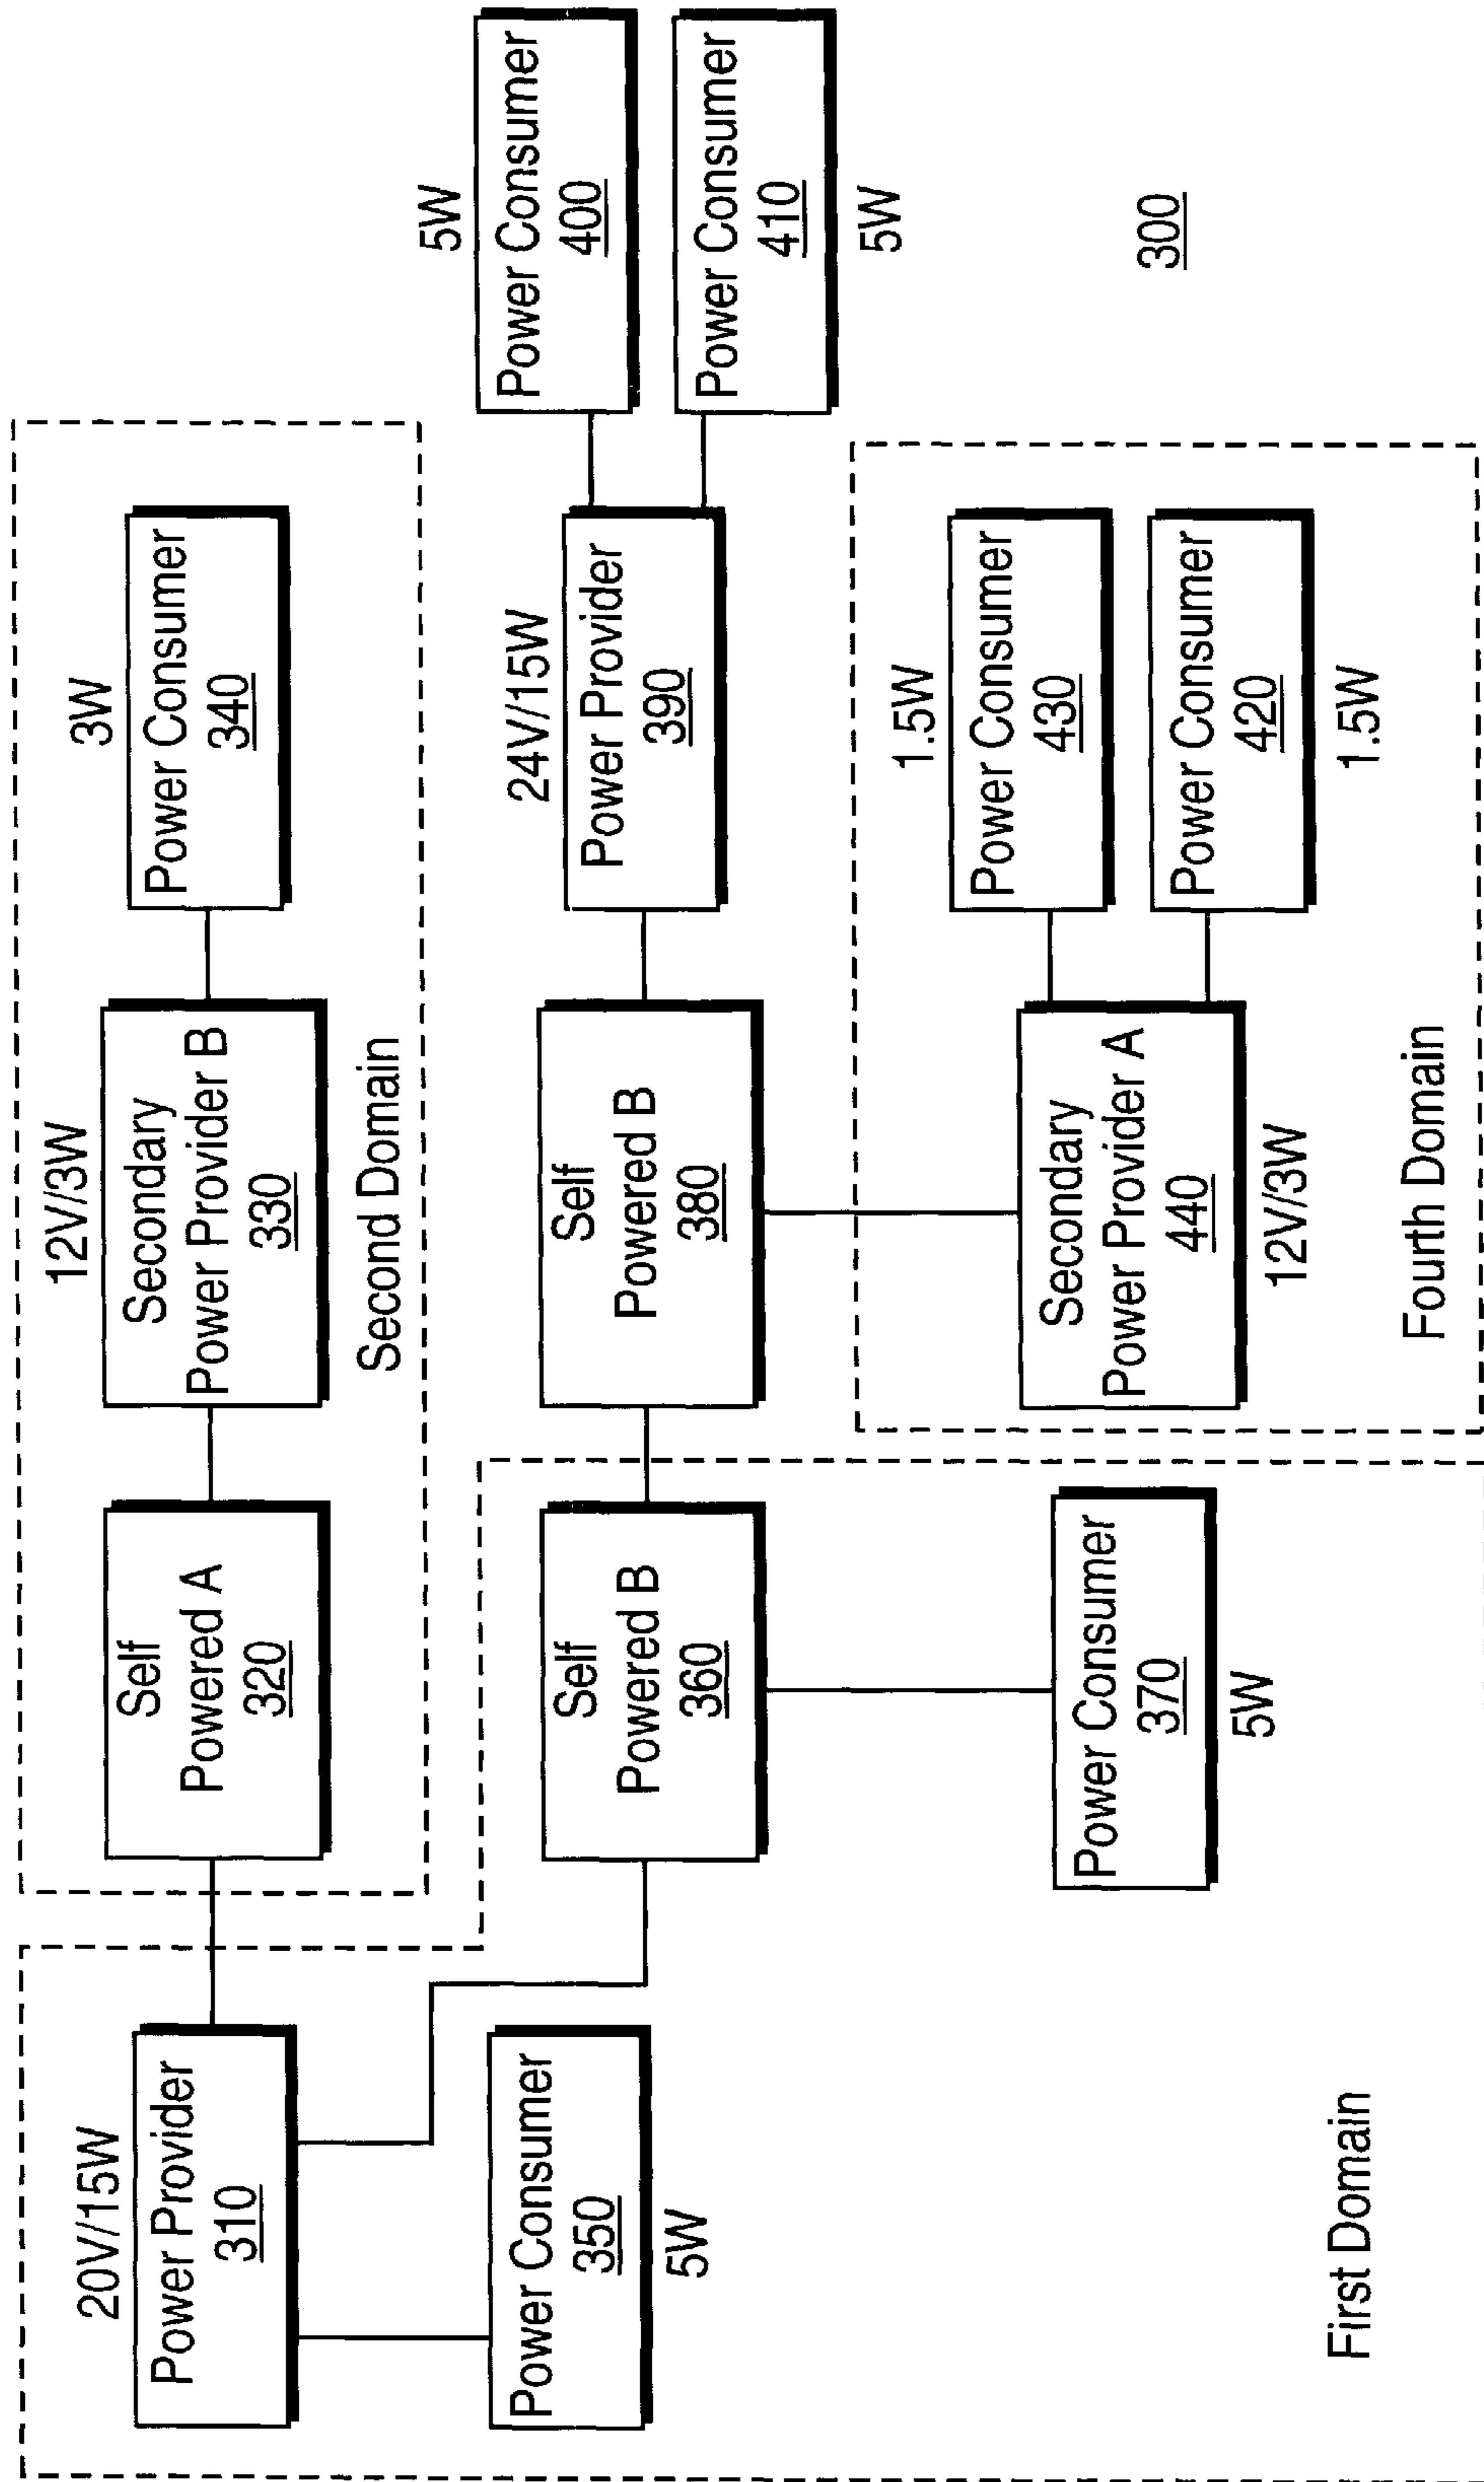 20V/15W
Power Provider
310
Power Consumer
350
5W
First Domain
Self
Powered A
320
12V/3W
Secondary
Power Provider B
330
3W
Power Consumer
340
Second Domain
Self
Powered B
360
Power Consumer
370
5W
Self
Powered B
380
24V/15W
Power Provider
390
5W
Power Consumer
400
Power Consumer
410
5W
Secondary
Power Provider A
440
12V/3W
1.5W
Power Consumer
430
Power Consumer
420
1.5W
Fourth Domain
300